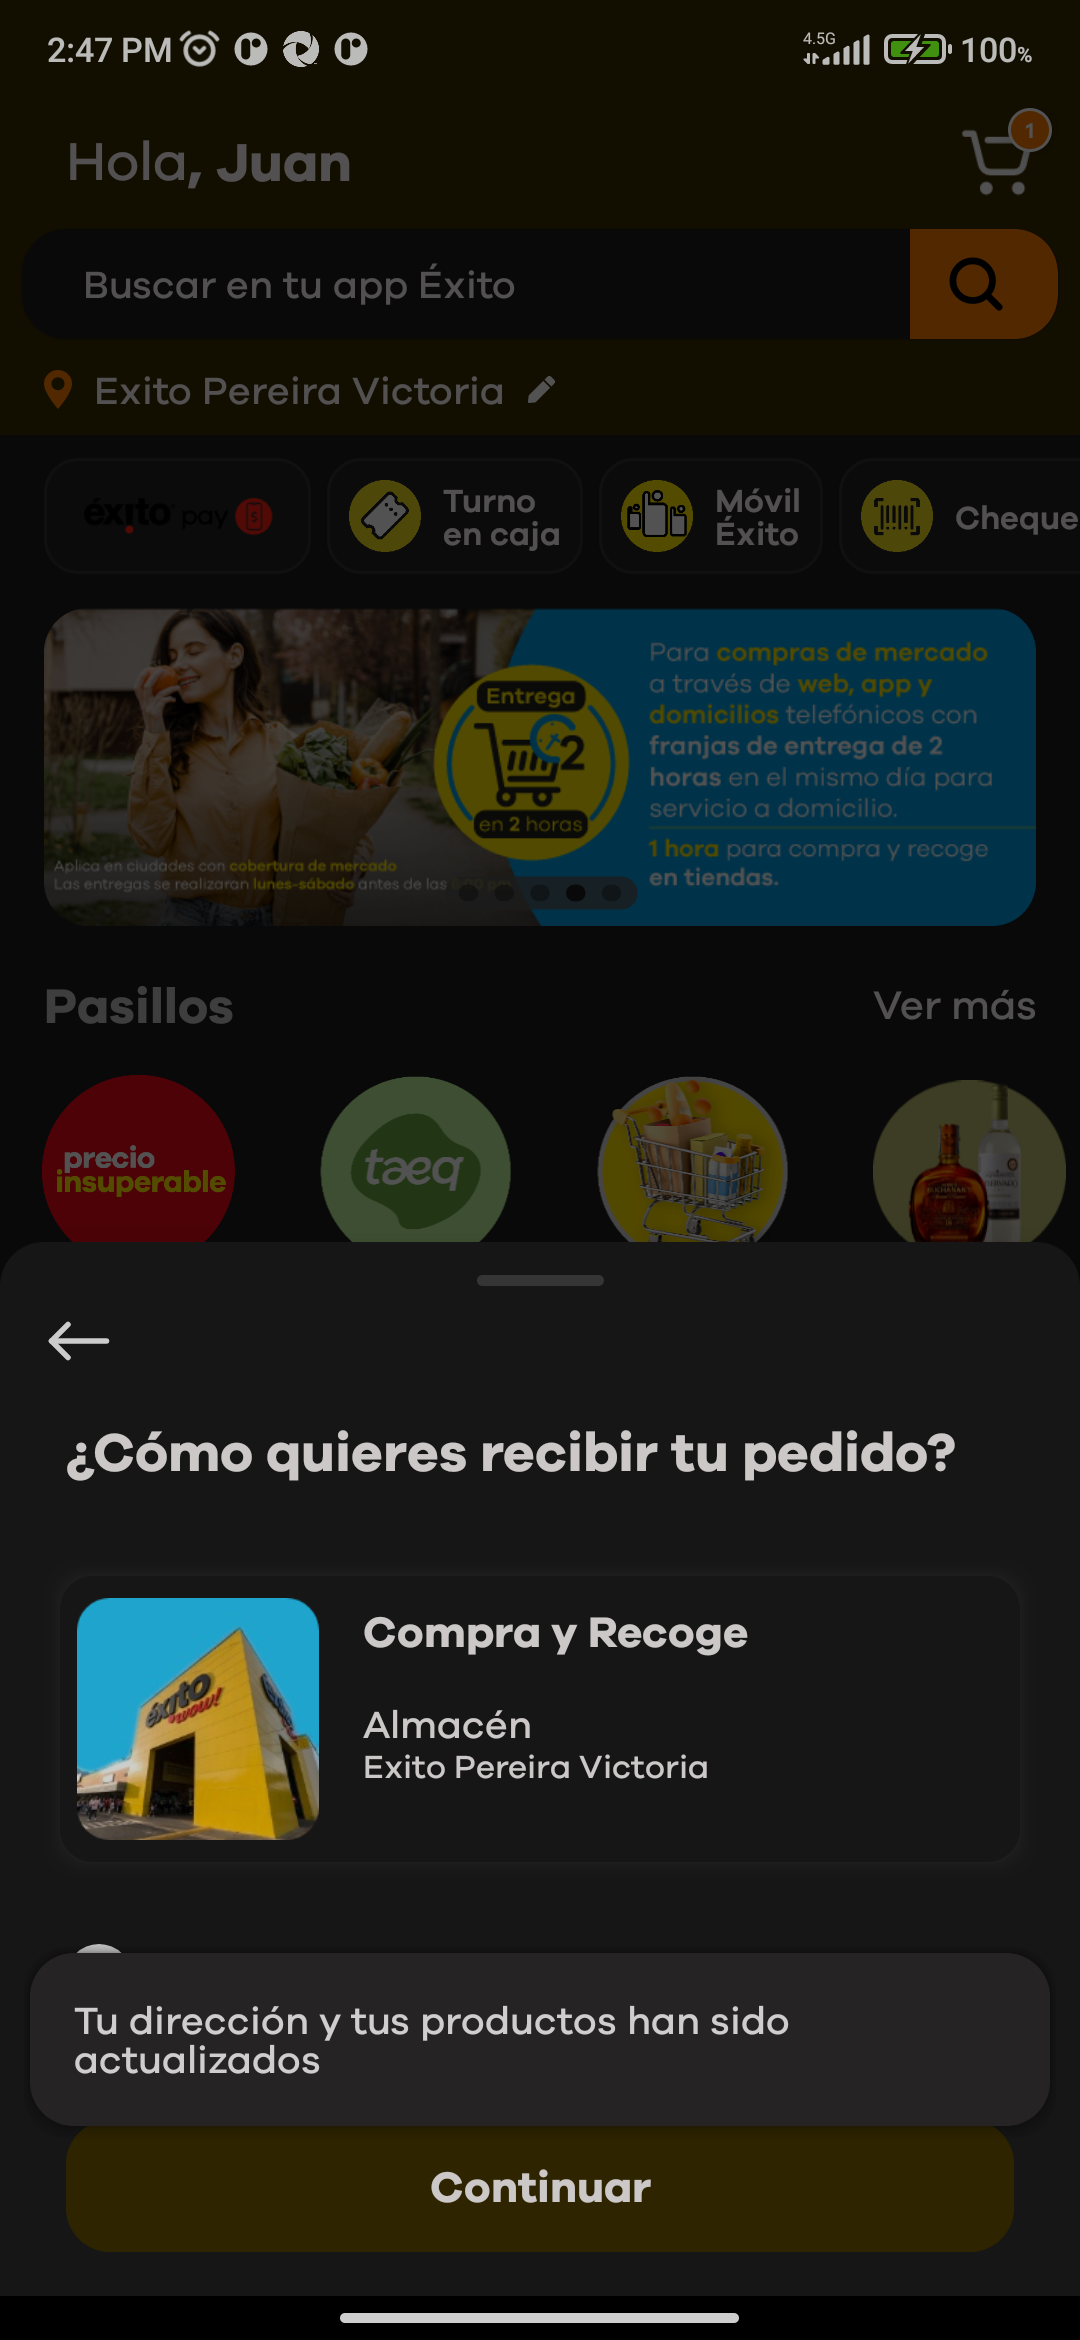 2:47 PM
4.5G
100%
Hola, Juan
1
Buscar en tu app Éxito
Exito Pereira Victoria
éxito pay
Turno
en caja
Móvil
Éxito
Cheque
Entrega
2
en 2 horas
Para compras de mercado
a través de web, app y
domicilios telefónicos con
franjas de entrega de 2
horas en el mismo día para
servicio a domicilio.
1 hora para compra y recoge
en tiendas.
Aplica en ciudades con cobertura de mercado
Las entregas se realizaran lunes-sábado antes de las
Pasillos
Ver más
precio
insuperable
taeq
¿Cómo quieres recibir tu pedido?
éxito
wow!
Compra y Recoge
Almacén
Exito Pereira Victoria
Tu dirección y tus productos han sido
actualizados
Continuar